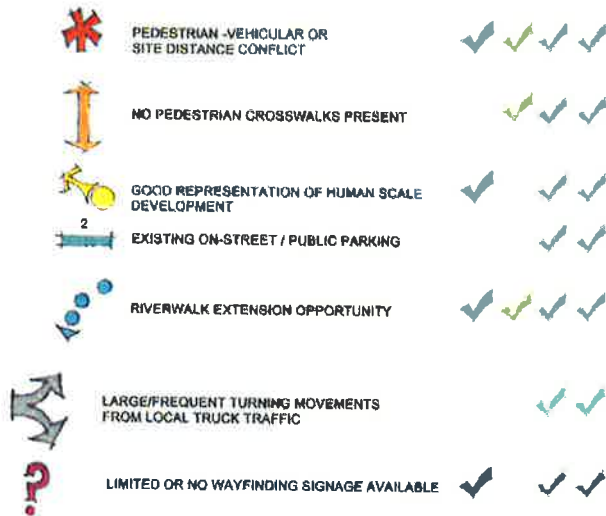 PEDESTRIAN -VEHICULAR OR
SITE DISTANCE CONFLICT
NO PEDESTRIAN CROSSWALKS PRESENT
GOOD REPRESENTATION OF HUMAN SCALE
DEVELOPMENT
2
EXISTING ON-STREET / PUBLIC PARKING
RIVERWALK EXTENSION OPPORTUNITY
LARGE/FREQUENT TURNING MOVEMENTS
FROM LOCAL TRUCK TRAFFIC
?
LIMITED OR NO WAYFINDING SIGNAGE AVAILABLE